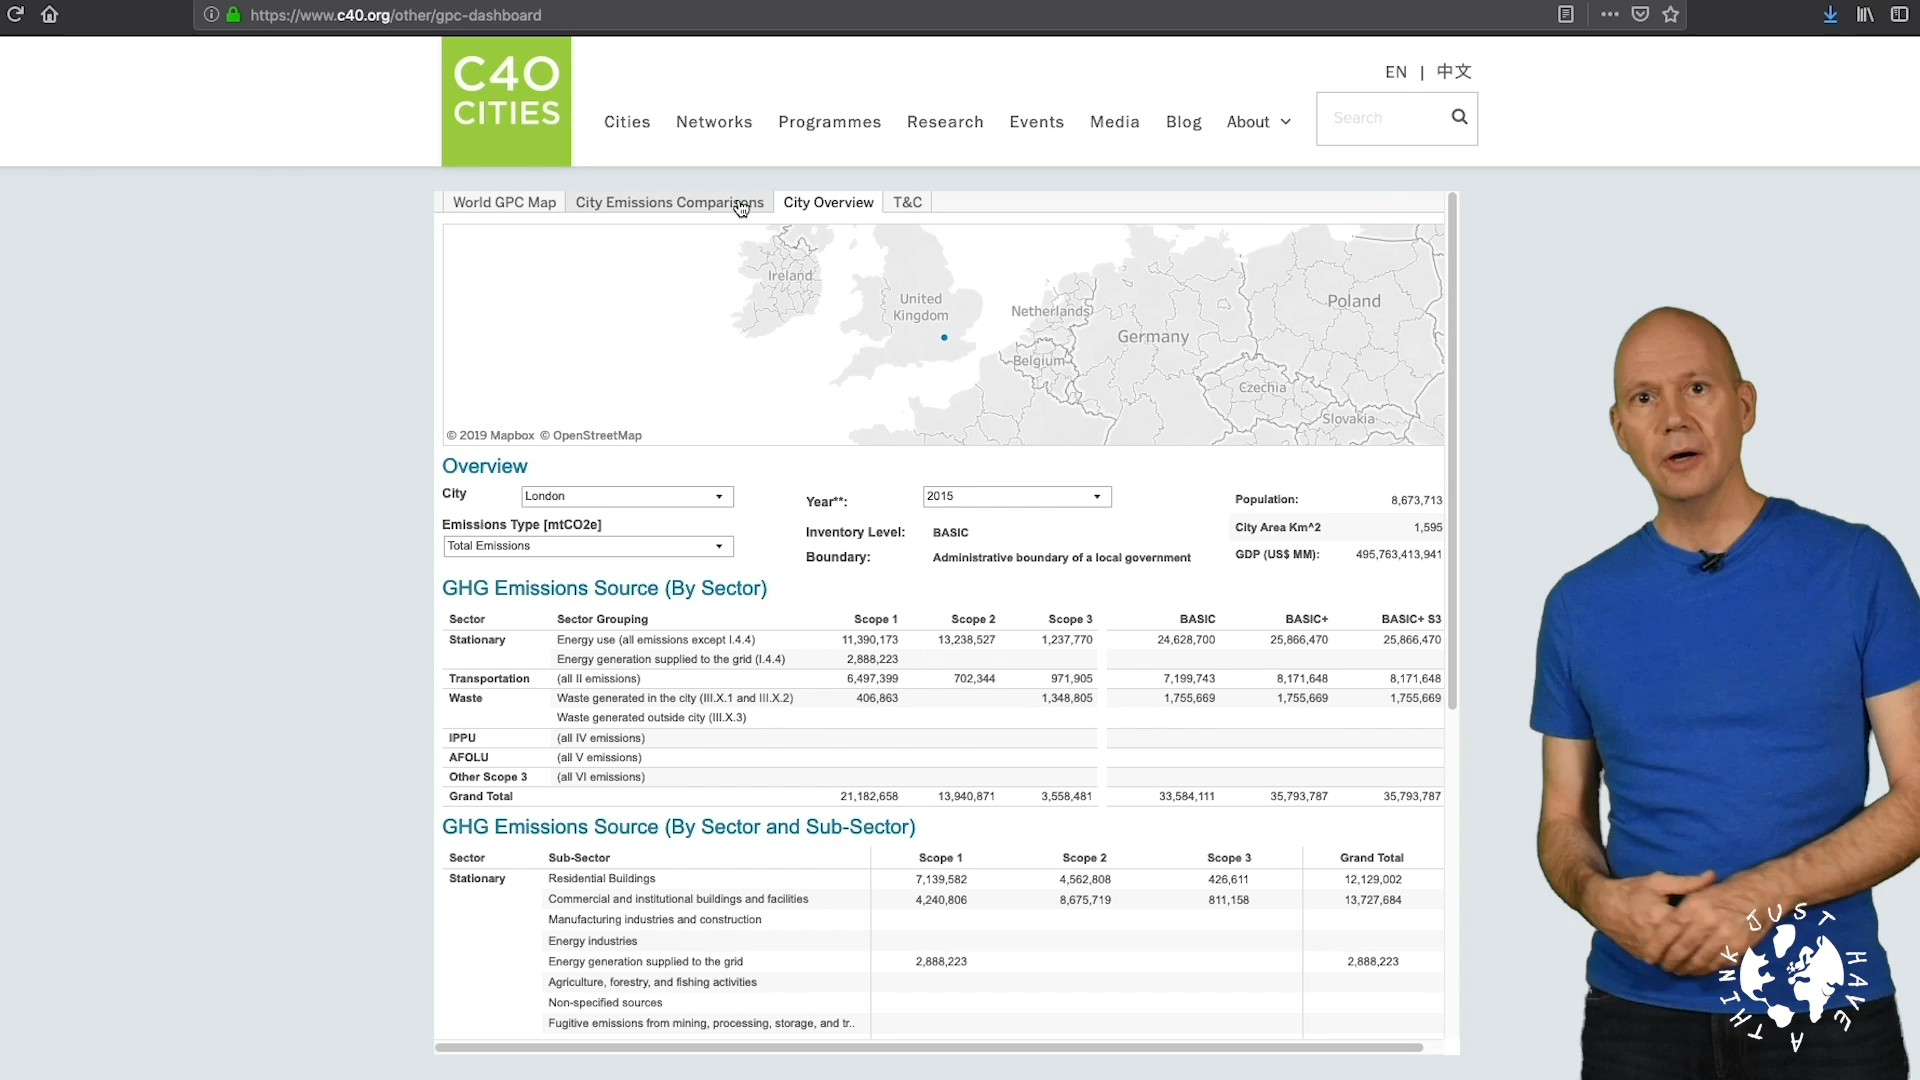 https://www.c40.org/other/gpc-dashboard
C40
CITIES
EN | 中文
Cities Networks Programmes Research Events Media Blog About
Search
World GPC Map City Emissions Comparisons City Overview T&C
Ireland
United
Kingdom
Netherlands
Poland
Germany
Belgium
Czechia
Slovakia
© 2019 Mapbox © OpenStreetMap
Overview
City London
Emissions Type [mtCO2e]
Total Emissions
Year**: 2015
Inventory Level: BASIC
Boundary: Administrative boundary of a local government
Population: 8,673,713
City Area Km^2 1,595
GDP (US$ MM): 495,763,413,941
GHG Emissions Source (By Sector)
Sector Sector Grouping Scope 1 Scope 2 Scope 3 BASIC BASIC+ BASIC+ S3
Stationary Energy use (all emissions except I.4.4) 11,390,173 13,238,527 1,237,770 24,628,700 25,866,470 25,866,470
Energy generation supplied to the grid (I.4.4) 2,888,223
Transportation (all II emissions) 6,497,399 702,344 971,905 7,199,743 8,171,648 8,171,648
Waste Waste generated in the city (III.X.1 and III.X.2) 406,863 1,348,805 1,755,669 1,755,669 1,755,669
Waste generated outside city (III.X.3)
IPPU (all IV emissions)
AFOLU (all V emissions)
Other Scope 3 (all VI emissions)
Grand Total 21,182,658 13,940,871 3,558,481 33,584,111 35,793,787 35,793,787
GHG Emissions Source (By Sector and Sub-Sector)
Sector Sub-Sector Scope 1 Scope 2 Scope 3 Grand Total
Stationary Residential Buildings 7,139,582 4,562,808 426,611 12,129,002
Commercial and institutional buildings and facilities 4,240,806 8,675,719 811,158 13,727,684
Manufacturing industries and construction
Energy industries
Energy generation supplied to the grid 2,888,223 2,888,223
Agriculture, forestry, and fishing activities
Non-specified sources
Fugitive emissions from mining, processing, storage, and tr..
JUST HAVE A THINK